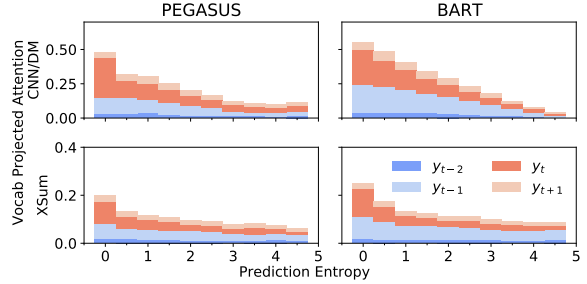 PEGASUS BART
Vocab Projected Attention
CNN/DM
XSum
0.50
0.25
0.00
0.4
0.2
0.0
y_{t-2} y_t
y_{t-1} y_{t+1}
0 1 2 3 4 5 0 1 2 3 4 5
Prediction Entropy